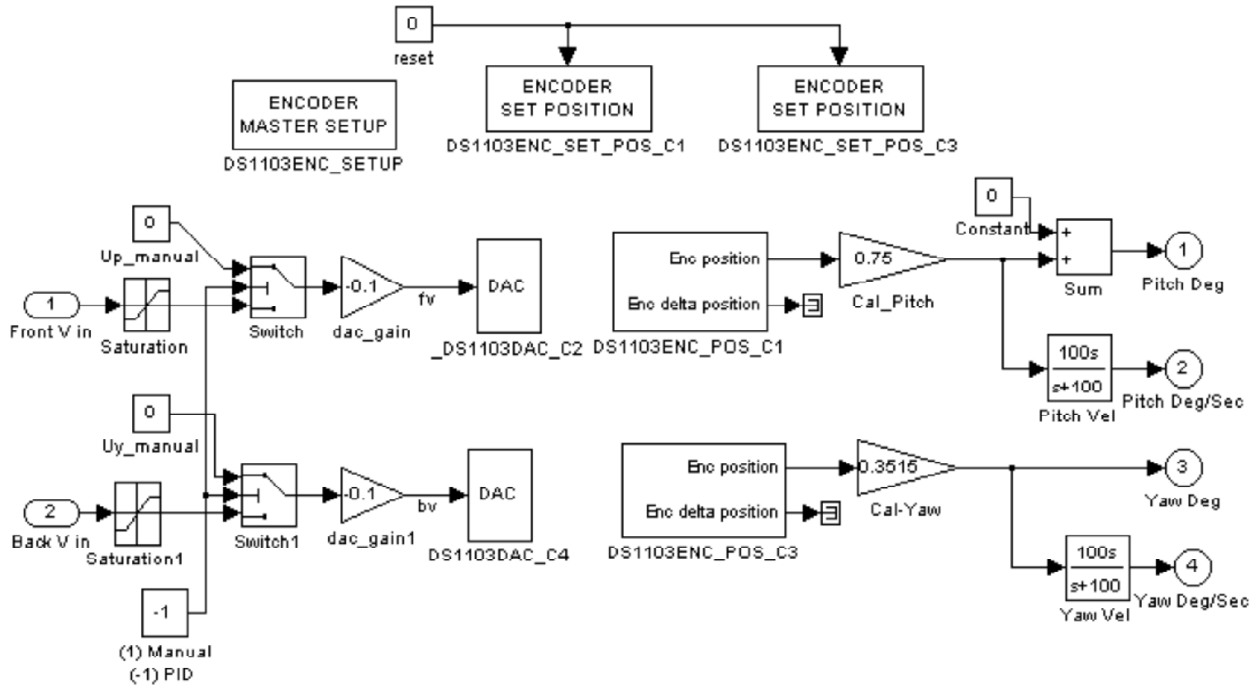 0
reset
ENCODER
MASTER SETUP
DS1103ENC_SETUP
ENCODER
SET POSITION
DS1103ENC_SET_POS_C1
ENCODER
SET POSITION
DS1103ENC_SET_POS_C3
0
Up_manual
1
Front V in
Saturation
Switch
-0.1
dac_gain
fv
DAC
_DS1103DAC_C2
Enc position
Enc delta position
DS1103ENC_POS_C1
0.75
Cal_Pitch
0
Constant
+
+
Sum
1
Pitch Deg
100s
s+100
Pitch Vel
2
Pitch Deg/Sec
0
Uy_manual
2
Back V in
Saturation1
Switch1
-0.1
dac_gain1
bv
DAC
DS1103DAC_C4
Enc position
Enc delta position
DS1103ENC_POS_C3
0.3515
Cal-Yaw
3
Yaw Deg
100s
s+100
Yaw Vel
4
Yaw Deg/Sec
-1
(1) Manual
(-1) PID